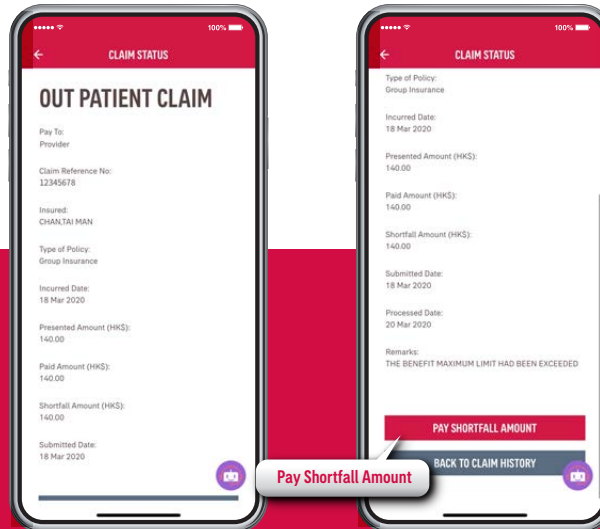 100%
CLAIM STATUS
OUT PATIENT CLAIM
Pay To:
Provider
Claim Reference No:
12345678
Insured:
CHAN,TAI MAN
Type of Policy:
Group Insurance
Incurred Date:
18 Mar 2020
Presented Amount (HK$):
140.00
Paid Amount (HK$):
140.00
Shortfall Amount (HK$):
140.00
Submitted Date:
18 Mar 2020
100%
CLAIM STATUS
Type of Policy:
Group Insurance
Incurred Date:
18 Mar 2020
Presented Amount (HK$):
140.00
Paid Amount (HK$):
140.00
Shortfall Amount (HK$):
140.00
Submitted Date:
18 Mar 2020
Processed Date:
20 Mar 2020
Remarks:
THE BENEFIT MAXIMUM LIMIT HAD BEEN EXCEEDED
PAY SHORTFALL AMOUNT
BACK TO CLAIM HISTORY
Pay Shortfall Amount